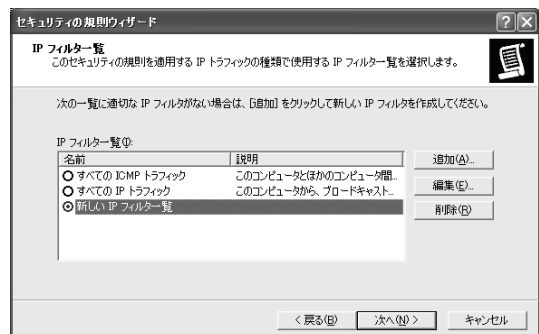 セキュリティの規則ウィザード
IP フィルタ一覧
このセキュリティの規則を適用する IP トラフィックの種類で使用する IP フィルタ一覧を選択します。
次の一覧に適切な IP フィルタがない場合は、[追加] をクリックして新しい IP フィルタを作成してください。
IP フィルタ一覧(I):
名前 説明
すべての ICMP トラフィック このコンピュータとほかのコンピュータ間...
すべての IP トラフィック このコンピュータから、ブロードキャスト...
新しい IP フィルタ一覧
追加(A)...
編集(E)...
削除(R)
< 戻る(B) 次へ(N) > キャンセル